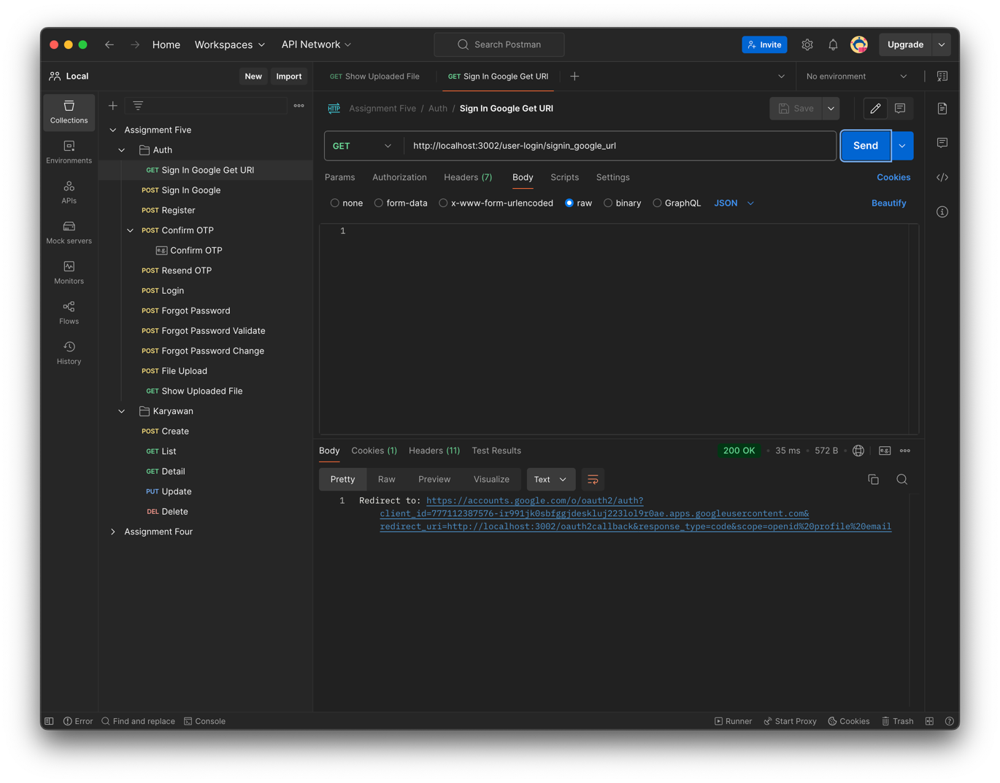 Home
Workspaces
API Network
Search Postman
Invite
Upgrade
Local
New
Import
GET Show Uploaded File
GET Sign In Google Get URI
No environment
Collections
Environments
APIs
Mock servers
Monitors
Flows
History
Assignment Five
Auth
GET Sign In Google Get URI
POST Sign In Google
POST Register
POST Confirm OTP
e.g. Confirm OTP
POST Resend OTP
POST Login
POST Forgot Password
POST Forgot Password Validate
POST Forgot Password Change
POST File Upload
GET Show Uploaded File
Karyawan
POST Create
GET List
GET Detail
PUT Update
DEL Delete
Assignment Four
HTTP Assignment Five / Auth / Sign In Google Get URI
Save
GET http://localhost:3002/user-login/signin_google_url
Send
Params Authorization Headers (7) Body Scripts Settings
Cookies
none form-data x-www-form-urlencoded raw binary GraphQL JSON
Beautify
1
Body Cookies (1) Headers (11) Test Results
200 OK • 35 ms • 572 B •
e.g.
Pretty Raw Preview Visualize Text
1 Redirect to: https://accounts.google.com/o/oauth2/auth?
client_id=777112387576-ir991jk0sbfggjdeskluj223lol9r0ae.apps.googleusercontent.com&
redirect_uri=http://localhost:3002/oauth2callback&response_type=code&scope=openid%20profile%20email
Error
Find and replace
Console
Runner
Start Proxy
Cookies
Trash